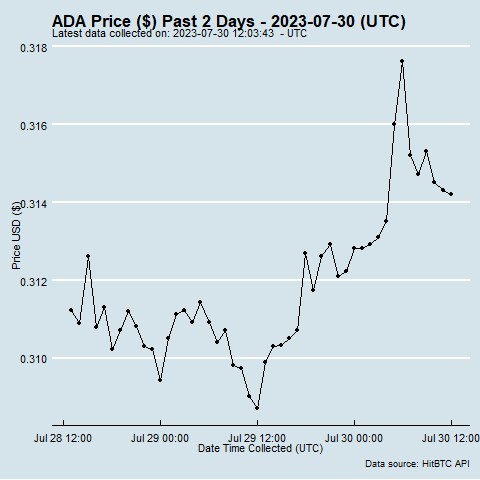 ADA Price ($) Past 2 Days - 2023-07-30 (UTC)
Latest data collected on: 2023-07-30 12:03:43  - UTC
0.318
0.316
0.314
0.312
0.310
Price USD ($)
Jul 28 12:00
Jul 29 00:00
Jul 29 12:00
Jul 30 00:00
Jul 30 12:00
Date Time Collected (UTC)
Data source: HitBTC API